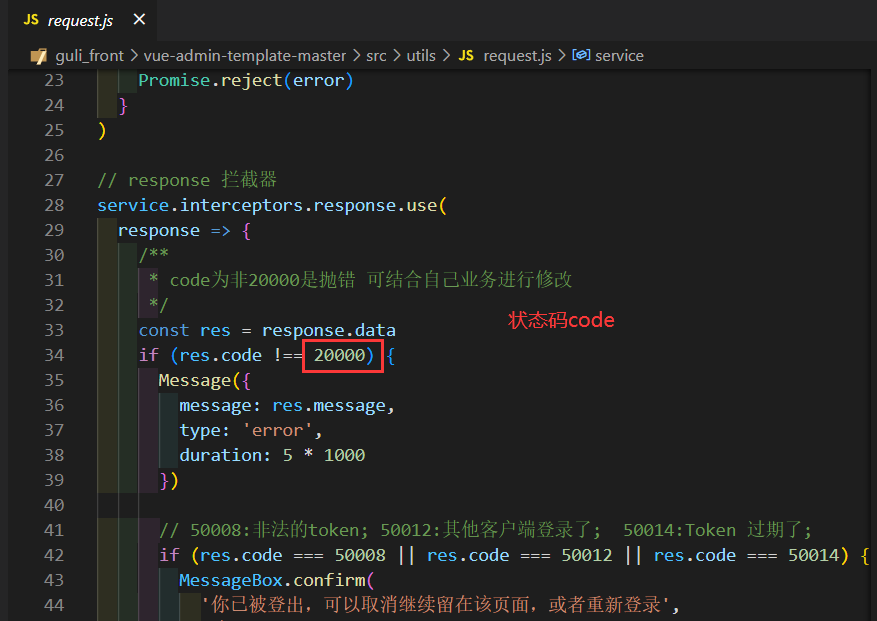 JS request.js ×
guli_front > vue-admin-template-master > src > utils > JS request.js > service
23 Promise.reject(error)
24 }
25 )
26
27 // response 拦截器
28 service.interceptors.response.use(
29 response => {
30 /**
31 * code为非20000是抛错 可结合自己业务进行修改
32 */
33 const res = response.data
状态码code
34 if (res.code !== 20000) {
35 Message({
36 message: res.message,
37 type: 'error',
38 duration: 5 * 1000
39 })
40
41 // 50008:非法的token; 50012:其他客户端登录了; 50014:Token 过期了;
42 if (res.code === 50008 || res.code === 50012 || res.code === 50014) {
43 MessageBox.confirm(
44 '你已被登出，可以取消继续留在该页面，或者重新登录',